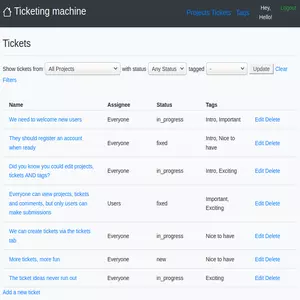 Ticketing machine
Projects Tickets Tags
Hey, Hello!
Logout
Tickets
Show tickets from All Projects with status Any Status tagged - Update Clear
Filters
Name Assignee Status Tags
We need to welcome new users Everyone in_progress Intro, Important Edit Delete
They should register an account
when ready
Everyone fixed
Intro, Nice to
have
Edit Delete
Did you know you could edit projects,
tickets AND tags?
Everyone in_progress Intro, Exciting Edit Delete
Everyone can view projects, tickets
and comments, but only users can
make submissions
Users fixed
Important,
Exciting
Edit Delete
We can create tickets via the tickets
tab
Everyone in_progress Nice to have Edit Delete
More tickets, more fun Everyone new Nice to have Edit Delete
The ticket ideas never run out Everyone in_progress Exciting Edit Delete
Add a new ticket